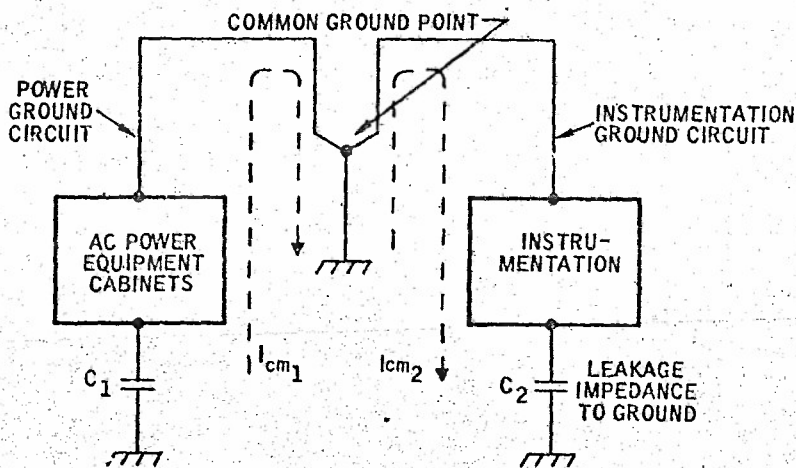 COMMON GROUND POINT
POWER
GROUND
CIRCUIT
INSTRUMENTATION
GROUND CIRCUIT
AC POWER
EQUIPMENT
CABINETS
INSTRU-
MENTATION
Icm1
Icm2
C1
C2
LEAKAGE
IMPEDANCE
TO GROUND